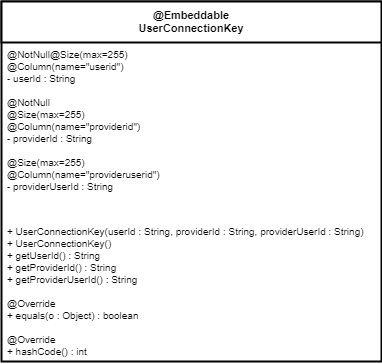 @Embeddable
UserConnectionKey
@NotNull@Size(max=255)
@Column(name="userid")
- userId : String
@NotNull
@Size(max=255)
@Column(name="providerid")
- providerId : String
@Size(max=255)
@Column(name="provideruserid")
- providerUserId : String
+ UserConnectionKey(userId : String, providerId : String, providerUserId : String)
+ UserConnectionKey()
+ getUserId() : String
+ getProviderId() : String
+ getProviderUserId() : String
@Override
+ equals(o : Object) : boolean
@Override
+ hashCode() : int